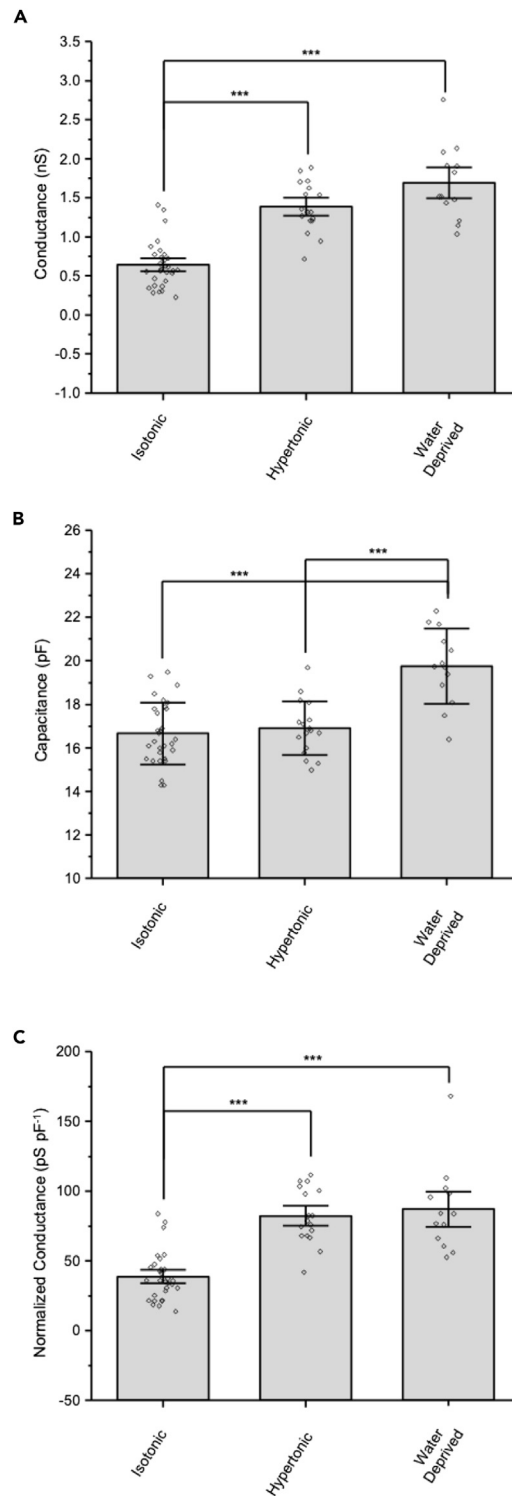 A
3.5
3.0
2.5
2.0
1.5
1.0
0.5
0.0
-0.5
-1.0
Conductance (nS)
***
***
Isotonic
Hypertonic
Water
Deprived
B
26
24
22
20
18
16
14
12
10
Capacitance (pF)
***
***
Isotonic
Hypertonic
Water
Deprived
C
200
150
100
50
0
-50
Normalized Conductance (pS pF⁻¹)
***
***
Isotonic
Hypertonic
Water
Deprived